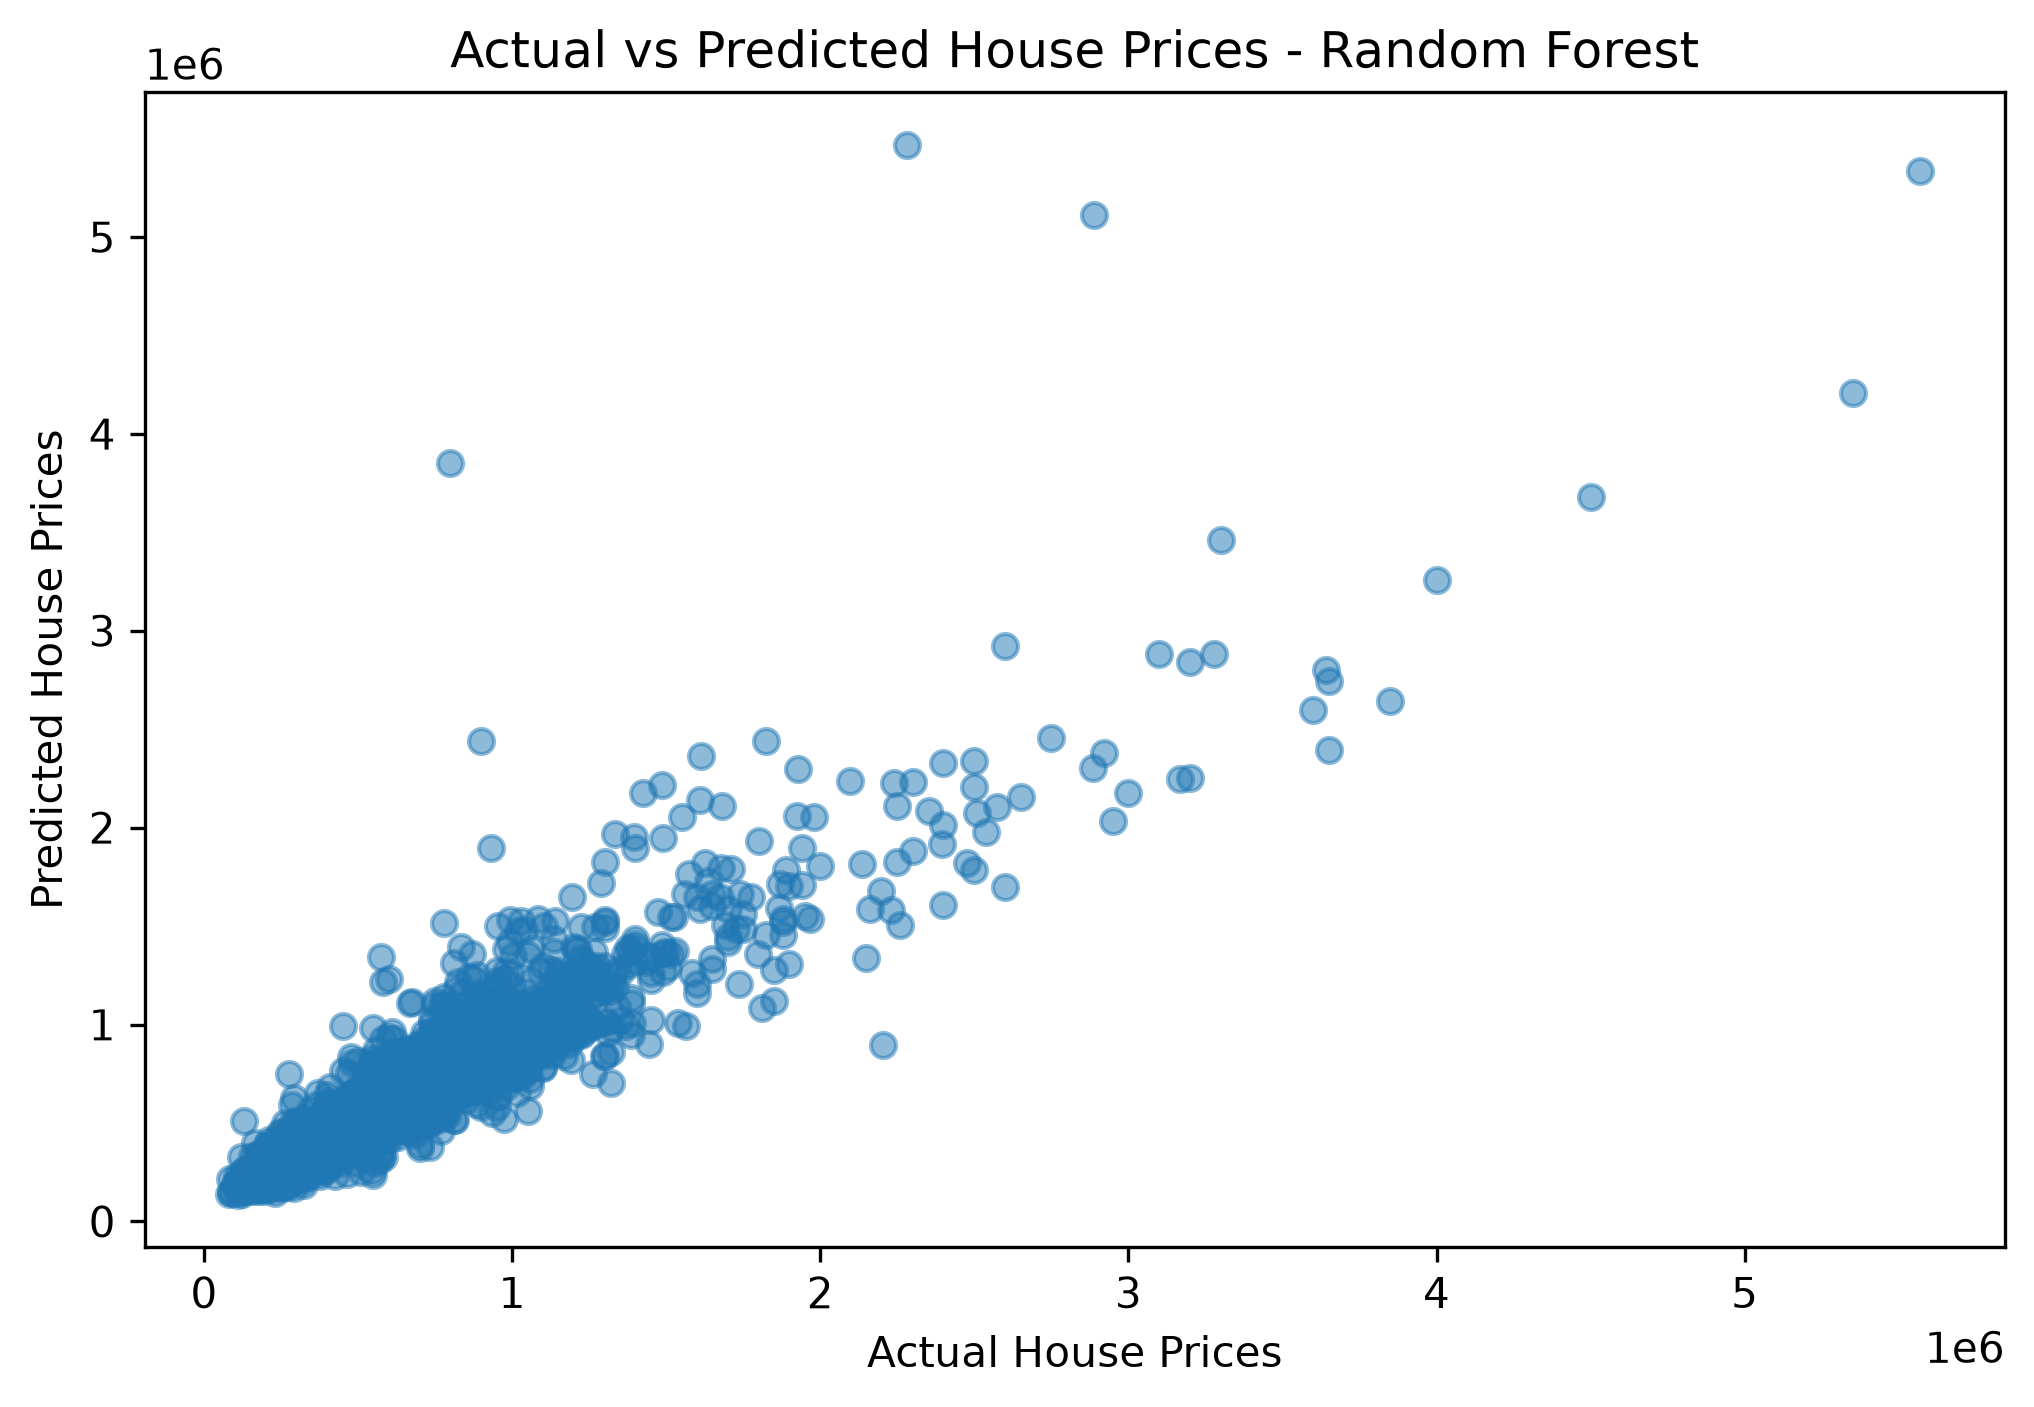 Actual vs Predicted House Prices - Random Forest
1e6
5
4
3
2
1
0
Predicted House Prices
0 1 2 3 4 5
Actual House Prices
1e6